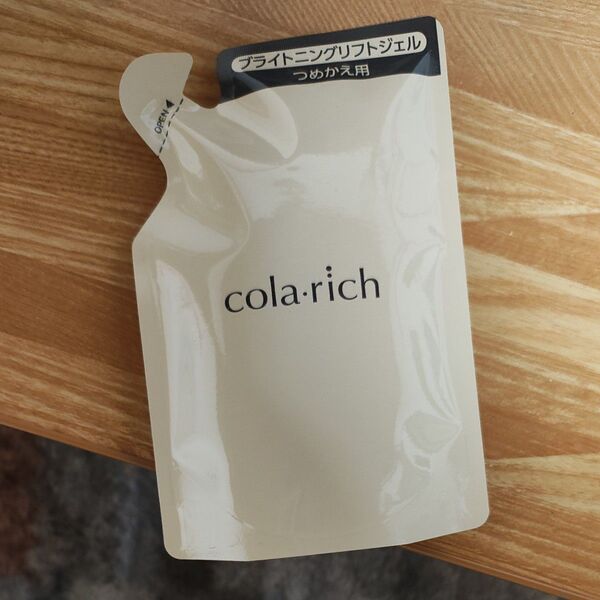 ブライトニングリフトジェル
つめかえ用
OPEN◀
cola·rich